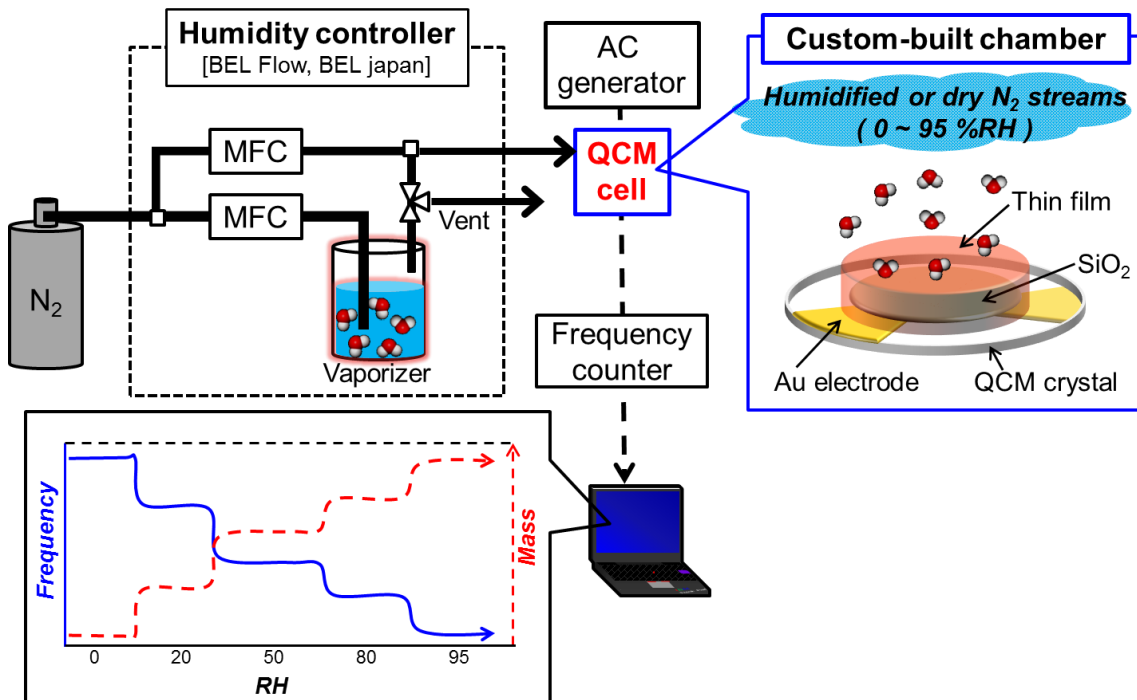 Humidity controller
[BEL Flow, BEL japan]
MFC
MFC
N2
Vent
Vaporizer
AC
generator
QCM
cell
Frequency
counter
Custom-built chamber
Humidified or dry N2 streams
( 0 ~ 95 %RH )
Thin film
SiO2
Au electrode
QCM crystal
Frequency
Mass
0 20 50 80 95
RH